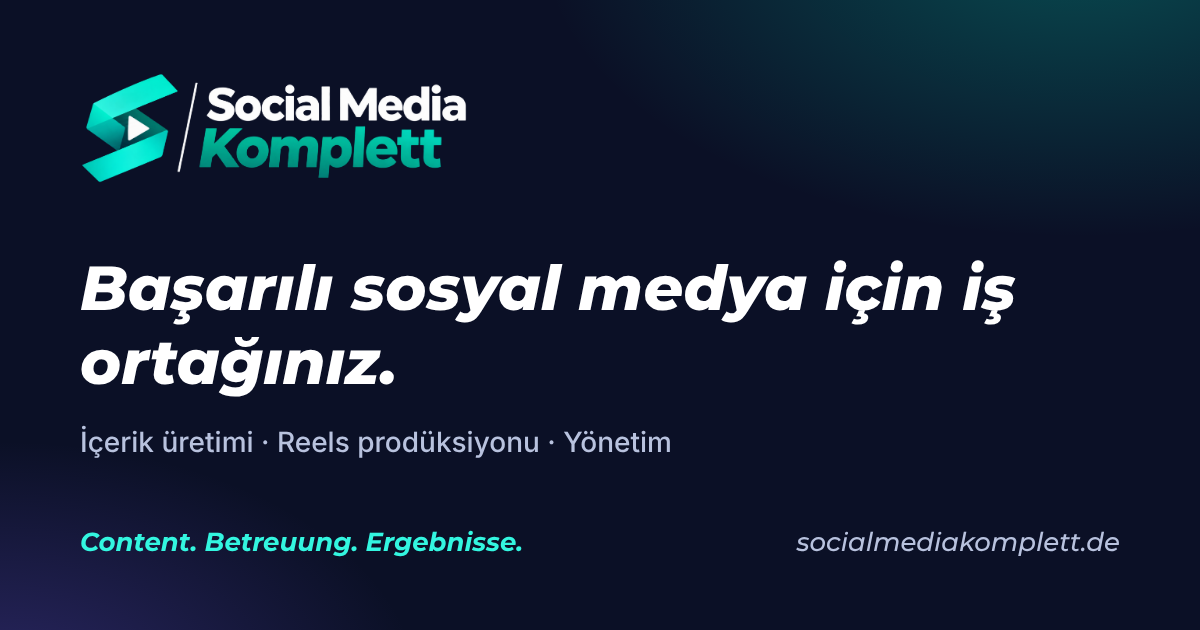 Social Media
Komplett
Başarılı sosyal medya için iş
ortağınız.
İçerik üretimi · Reels prodüksiyonu · Yönetim
Content. Betreuung. Ergebnisse.
socialmediakomplett.de